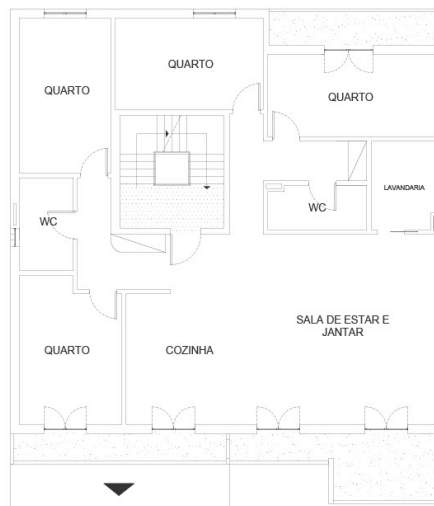 QUARTO
QUARTO
QUARTO
LAVANDARIA
WC
WC
SALA DE ESTAR E
JANTAR
QUARTO
COZINHA